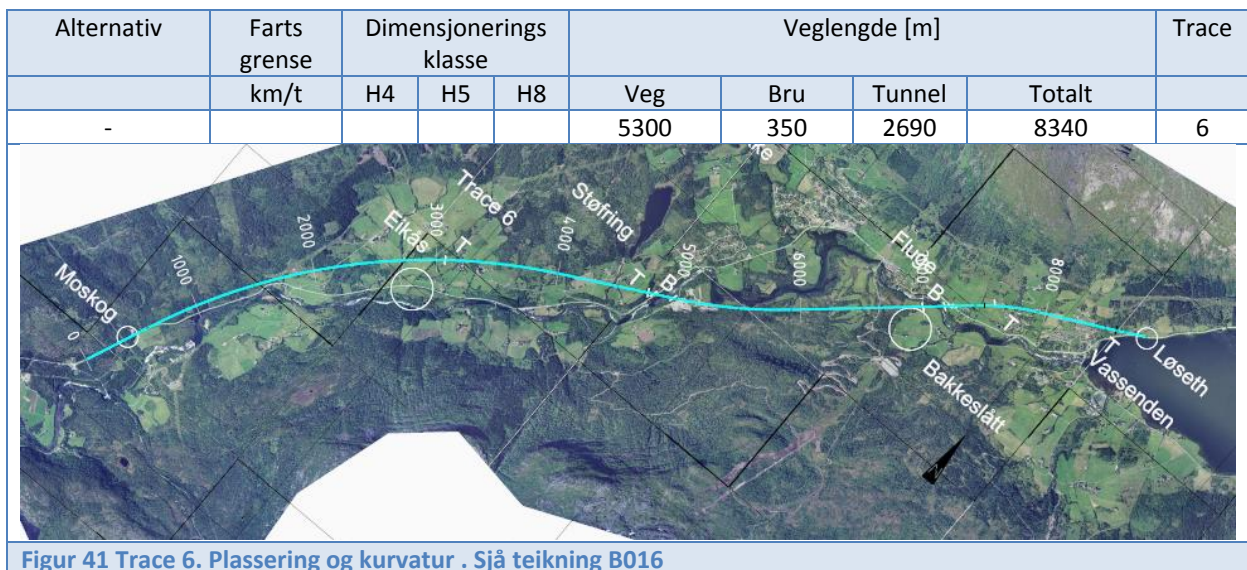 Alternativ Farts Dimensjonerings Veglengde [m] Trace
grense klasse
km/t H4 H5 H8 Veg Bru Tunnel Totalt
- 5300 350 2690 8340 6
Moskog
0
1000
2000
Eikås
3000
Trace 6
T
4000
Støfring
T
B
5000
6000
Fluge
B
T
8000
T
Bakkeslått
Vassenden
Løseth
Figur 41 Trace 6. Plassering og kurvatur . Sjå teikning B016